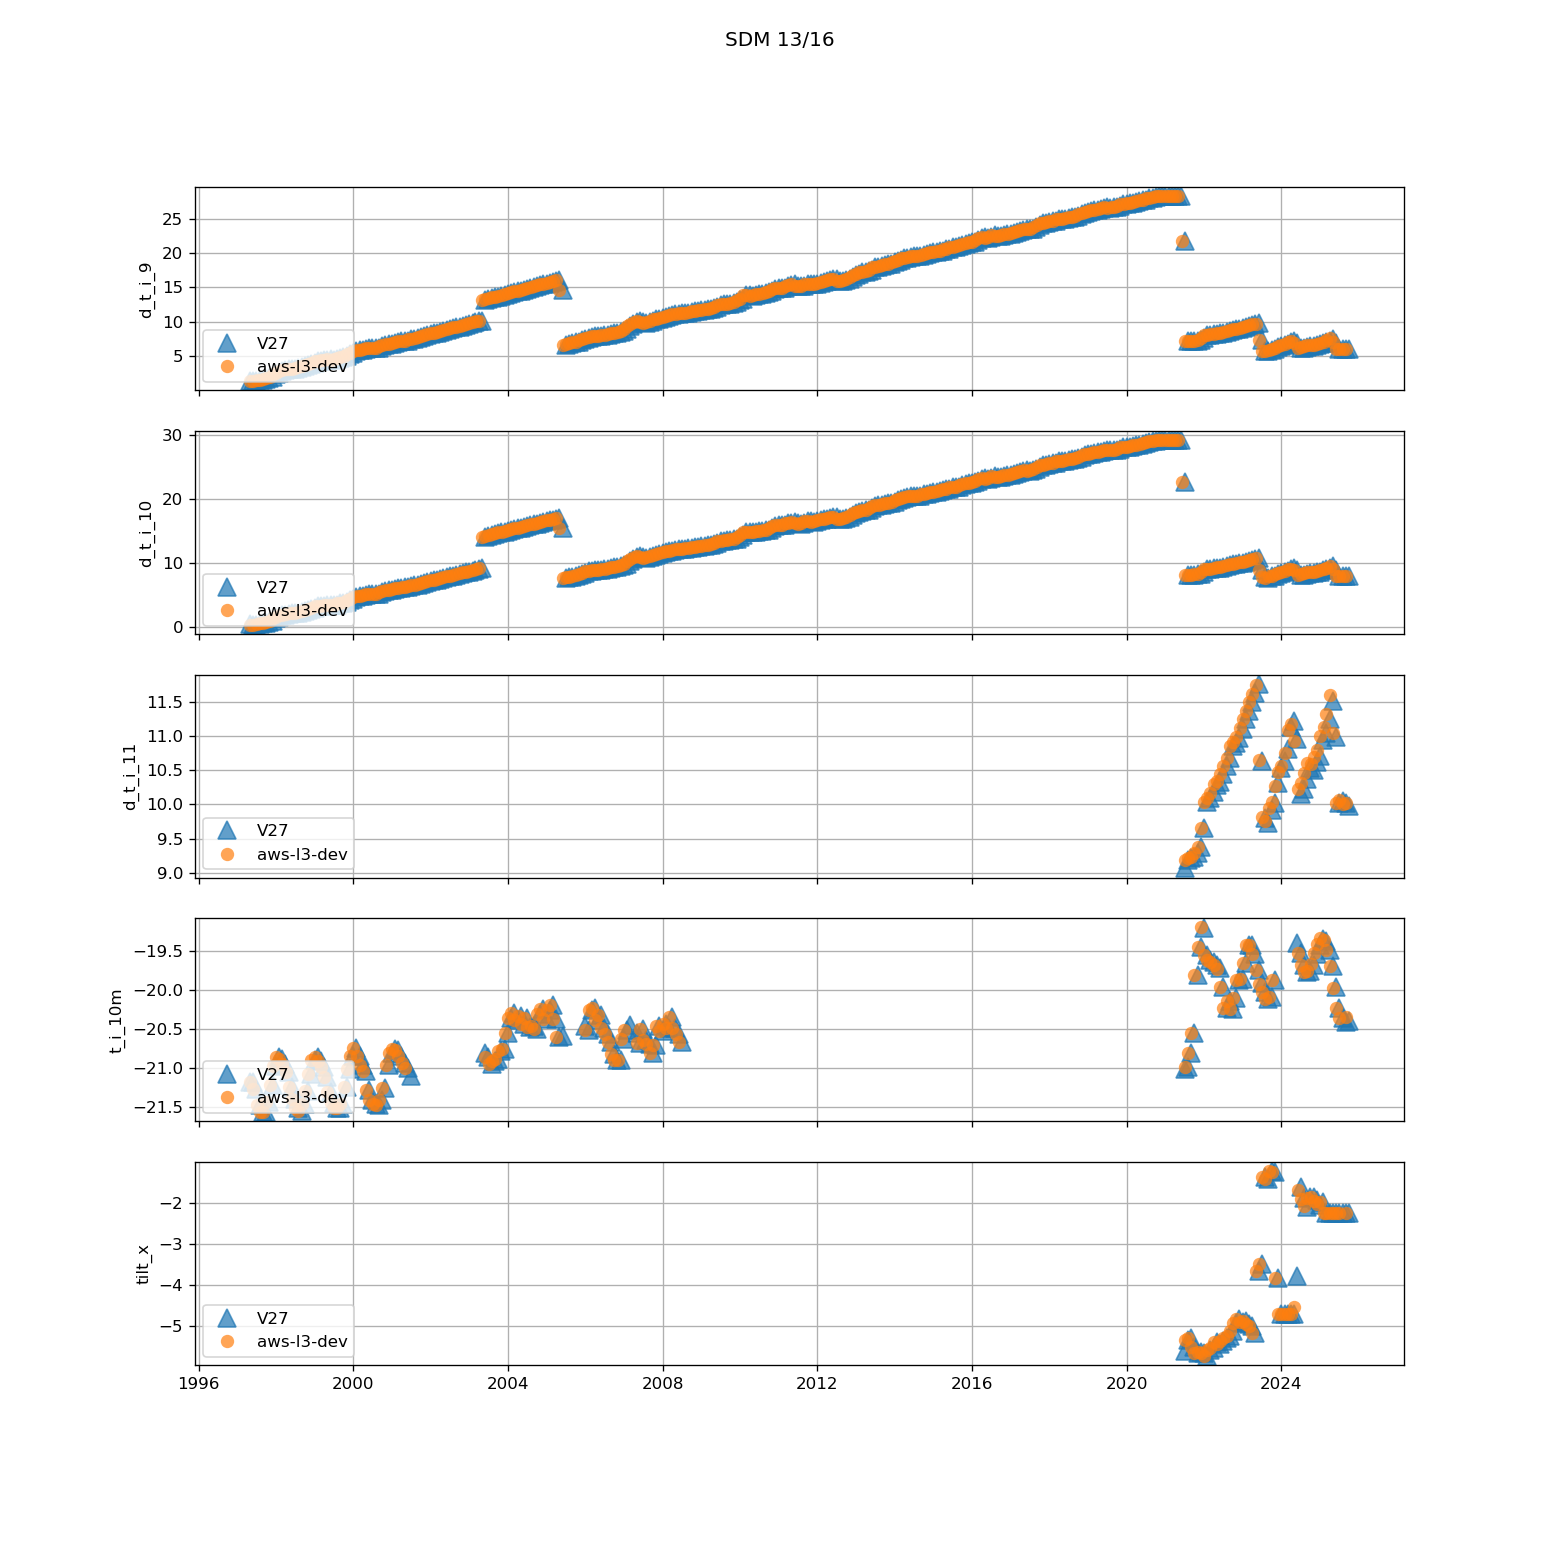 SDM 13/16
25
20
15
10
5
d_t_i_9
V27
aws-l3-dev
30
20
10
0
d_t_i_10
V27
aws-l3-dev
11.5
11.0
10.5
10.0
9.5
9.0
d_t_i_11
V27
aws-l3-dev
−19.5
−20.0
−20.5
−21.0
−21.5
t_i_10m
V27
aws-l3-dev
−2
−3
−4
−5
tilt_x
V27
aws-l3-dev
1996 2000 2004 2008 2012 2016 2020 2024